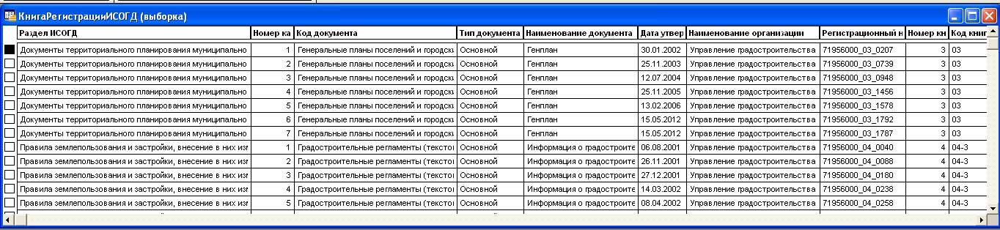 КнигаРегистрацииИСОГД (выборка)
Раздел ИСОГД Номер ка Код документа Тип документа Наименование документа Дата утвер Наименование организации Регистрационный н Номер кн Код книг
Документы территориального планирования муниципально 1 Генеральные планы поселений и городски Основной Генплан 30.01.2002 Управление градостроительства 71956000_03_0207 3 03
Документы территориального планирования муниципально 2 Генеральные планы поселений и городски Основной Генплан 25.11.2003 Управление градостроительства 71956000_03_0739 3 03
Документы территориального планирования муниципально 3 Генеральные планы поселений и городски Основной Генплан 12.07.2004 Управление градостроительства 71956000_03_0948 3 03
Документы территориального планирования муниципально 4 Генеральные планы поселений и городски Основной Генплан 25.11.2005 Управление градостроительства 71956000_03_1456 3 03
Документы территориального планирования муниципально 5 Генеральные планы поселений и городски Основной Генплан 13.02.2006 Управление градостроительства 71956000_03_1578 3 03
Документы территориального планирования муниципально 6 Генеральные планы поселений и городски Основной Генплан 15.05.2012 Управление градостроительства 71956000_03_1792 3 03
Документы территориального планирования муниципально 7 Генеральные планы поселений и городски Основной Генплан 15.05.2012 Управление градостроительства 71956000_03_1787 3 03
Правила землепользования и застройки, внесение в них изм 1 Градостроительные регламенты (тексто Основной Информация о градостроите 06.08.2001 Управление градостроительства 71956000_04_0040 4 04-3
Правила землепользования и застройки, внесение в них изм 2 Градостроительные регламенты (тексто Основной Информация о градостроите 26.11.2001 Управление градостроительства 71956000_04_0088 4 04-3
Правила землепользования и застройки, внесение в них изм 3 Градостроительные регламенты (тексто Основной Информация о градостроите 27.12.2001 Управление градостроительства 71956000_04_0180 4 04-3
Правила землепользования и застройки, внесение в них изм 4 Градостроительные регламенты (тексто Основной Информация о градостроите 14.03.2002 Управление градостроительства 71956000_04_0238 4 04-3
Правила землепользования и застройки, внесение в них изм 5 Градостроительные регламенты (тексто Основной Информация о градостроите 08.04.2002 Управление градостроительства 71956000_04_0258 4 04-3